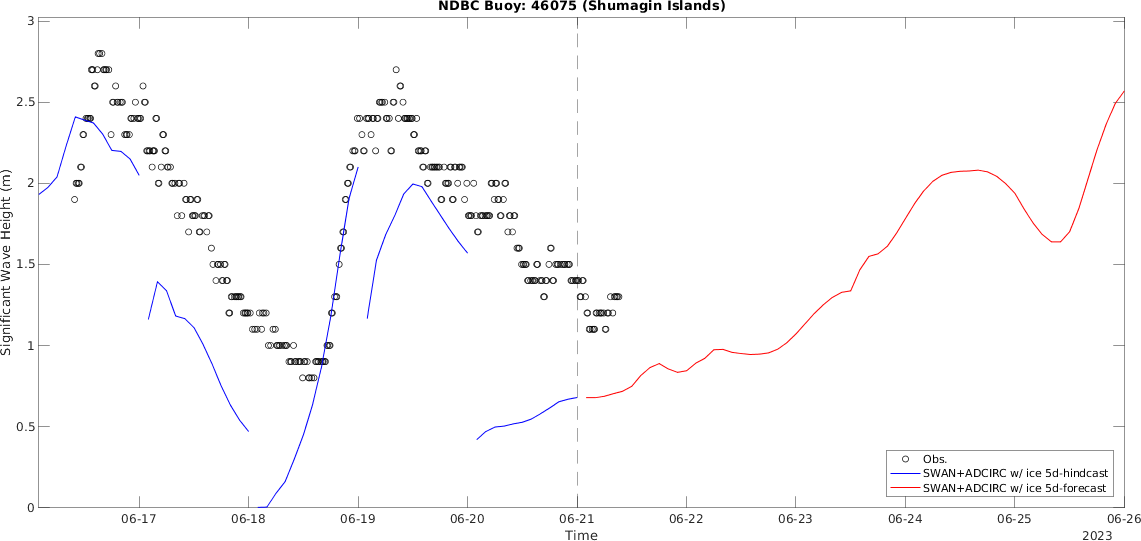 NDBC Buoy: 46075 (Shumagin Islands)
Significant Wave Height (m)
3
2.5
2
1.5
1
0.5
0
06-17 06-18 06-19 06-20 06-21 06-22 06-23 06-24 06-25 06-26
Time
2023
Obs.
SWAN+ADCIRC w/ ice 5d-hindcast
SWAN+ADCIRC w/ ice 5d-forecast